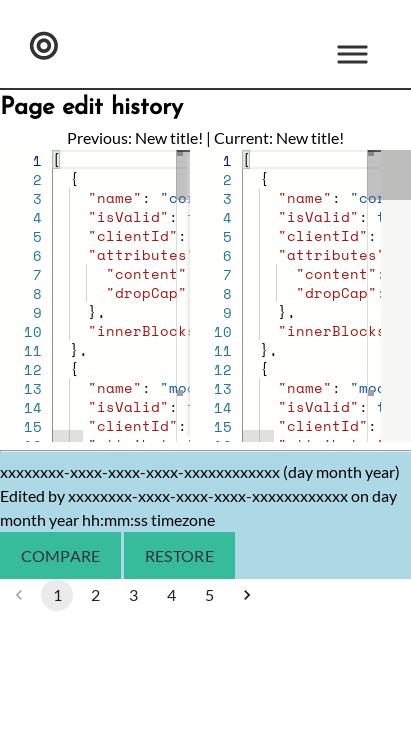 Page edit history
Previous: New title! | Current: New title!
1 [
2 {
3 "name":
4 "isValid":
5 "clientId":
6 "attributes"
7 "content"
8 "dropCap"
9 },
10 "innerBlocks
11 },
12 {
13 "name":
14 "isValid":
15 "clientId":
1 [
2 {
3 "name":
4 "isValid":
5 "clientId":
6 "attributes"
7 "content":
8 "dropCap":
9 },
10 "innerBlocks
11 },
12 {
13 "name":
14 "isValid":
15 "clientId":
xxxxxxxx-xxxx-xxxx-xxxx-xxxxxxxxxxxx (day month year)
Edited by xxxxxxxx-xxxx-xxxx-xxxx-xxxxxxxxxxxx on day
month year hh:mm:ss timezone
COMPARE RESTORE
1 2 3 4 5